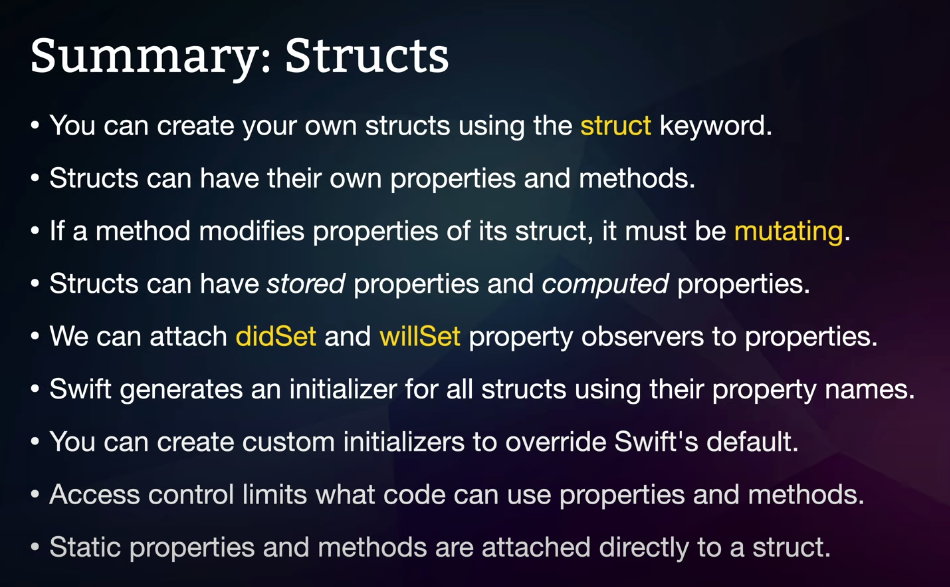 Summary: Structs
• You can create your own structs using the struct keyword.
• Structs can have their own properties and methods.
• If a method modifies properties of its struct, it must be mutating.
• Structs can have stored properties and computed properties.
• We can attach didSet and willSet property observers to properties.
• Swift generates an initializer for all structs using their property names.
• You can create custom initializers to override Swift's default.
• Access control limits what code can use properties and methods.
• Static properties and methods are attached directly to a struct.